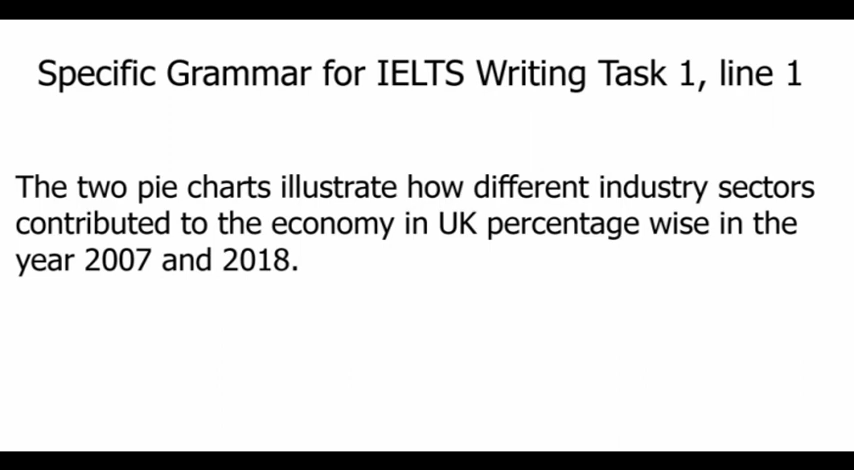 Specific Grammar for IELTS Writing Task 1, line 1
The two pie charts illustrate how different industry sectors
contributed to the economy in UK percentage wise in the
year 2007 and 2018.